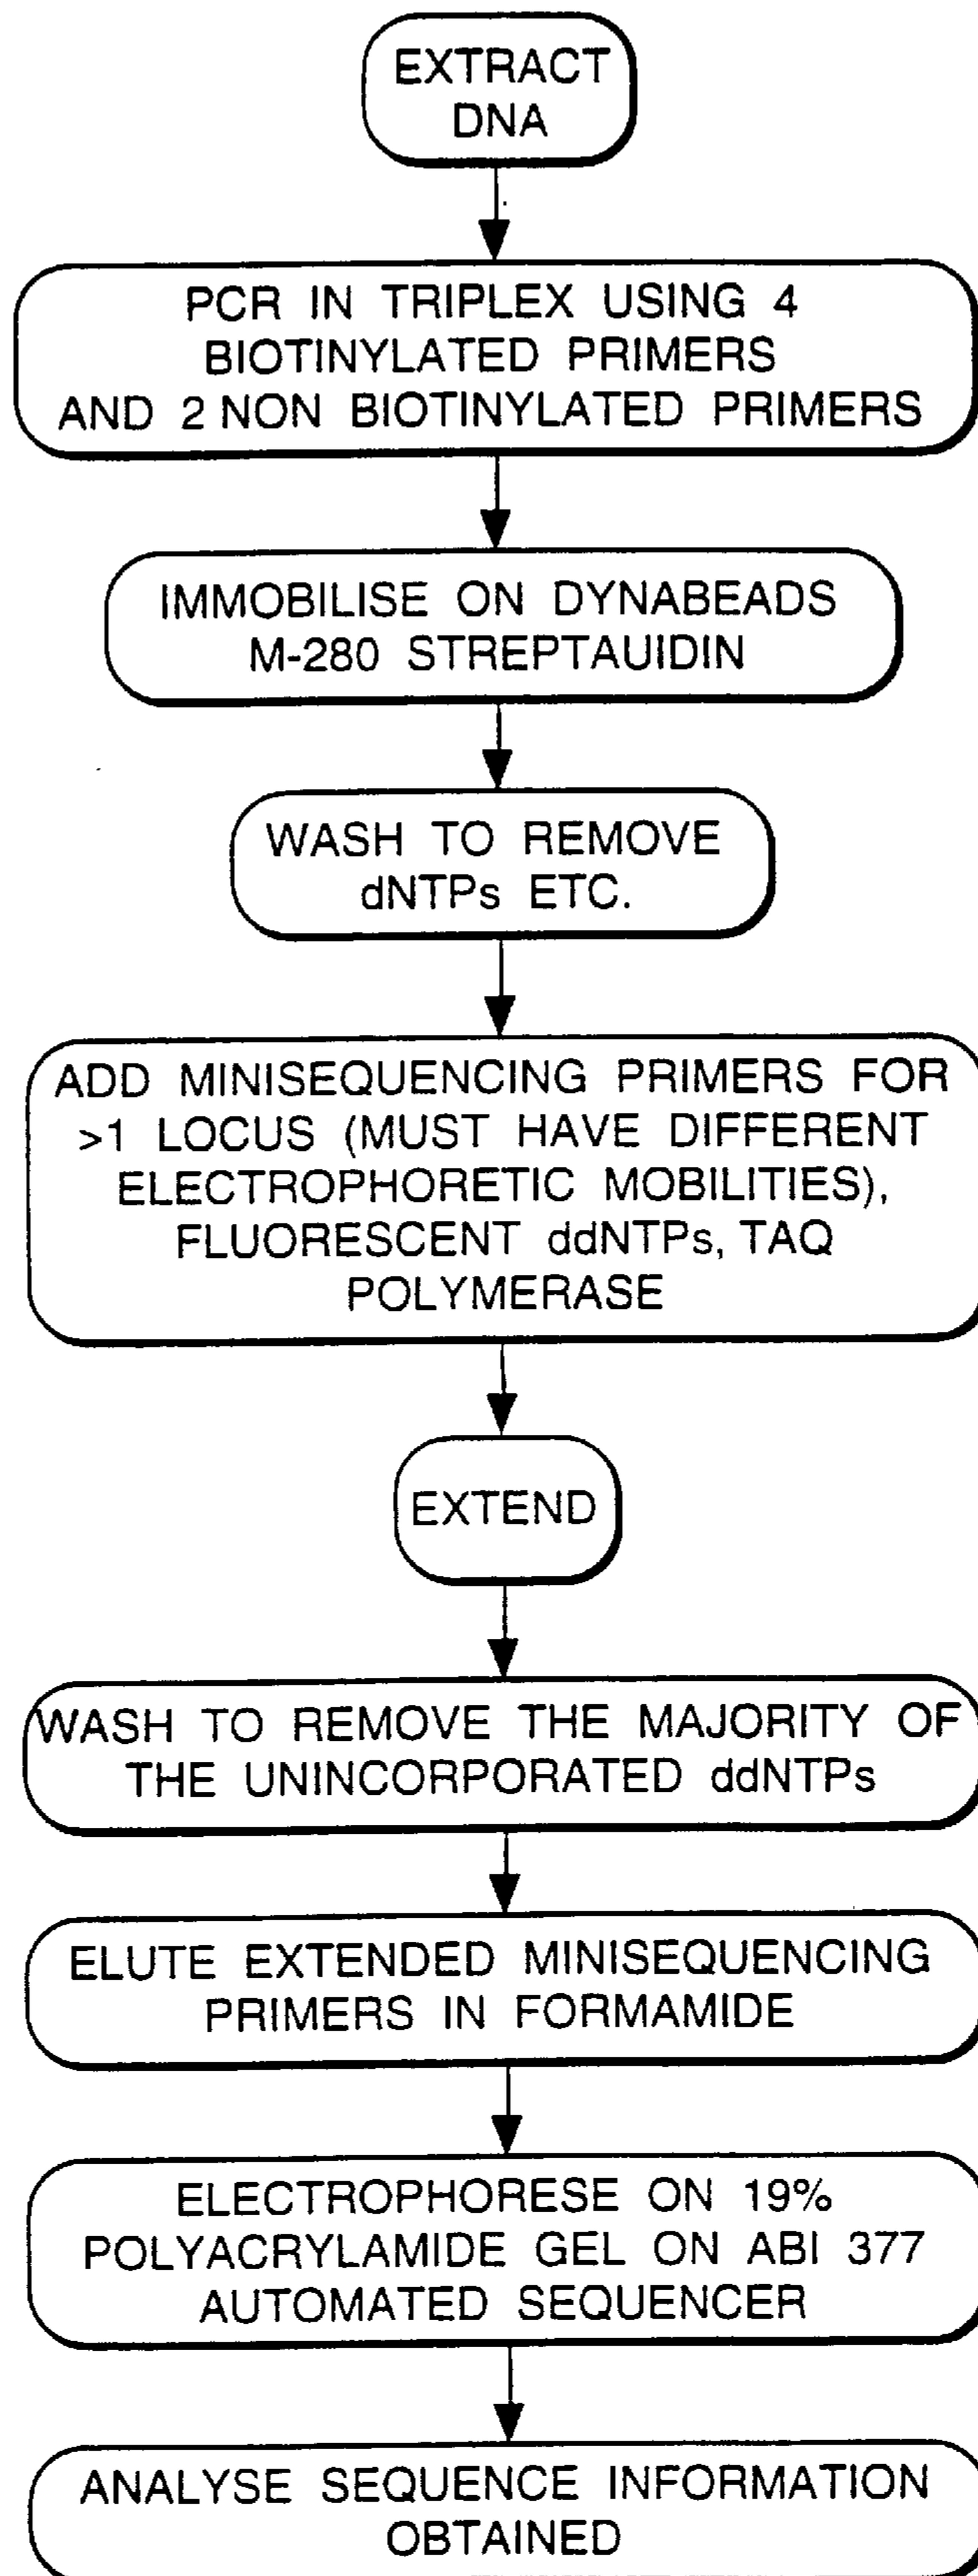 EXTRACT
DNA
PCR IN TRIPLEX USING 4
BIOTINYLATED PRIMERS
AND 2 NON BIOTINYLATED PRIMERS
IMMOBILISE ON DYNABEADS
M-280 STREPTAUIDIN
WASH TO REMOVE
dNTPs ETC.
ADD MINISEQUENCING PRIMERS FOR
>1 LOCUS (MUST HAVE DIFFERENT
ELECTROPHORETIC MOBILITIES),
FLUORESCENT ddNTPs, TAQ
POLYMERASE
EXTEND
WASH TO REMOVE THE MAJORITY OF
THE UNINCORPORATED ddNTPs
ELUTE EXTENDED MINISEQUENCING
PRIMERS IN FORMAMIDE
ELECTROPHORESE ON 19%
POLYACRYLAMIDE GEL ON ABI 377
AUTOMATED SEQUENCER
ANALYSE SEQUENCE INFORMATION
OBTAINED